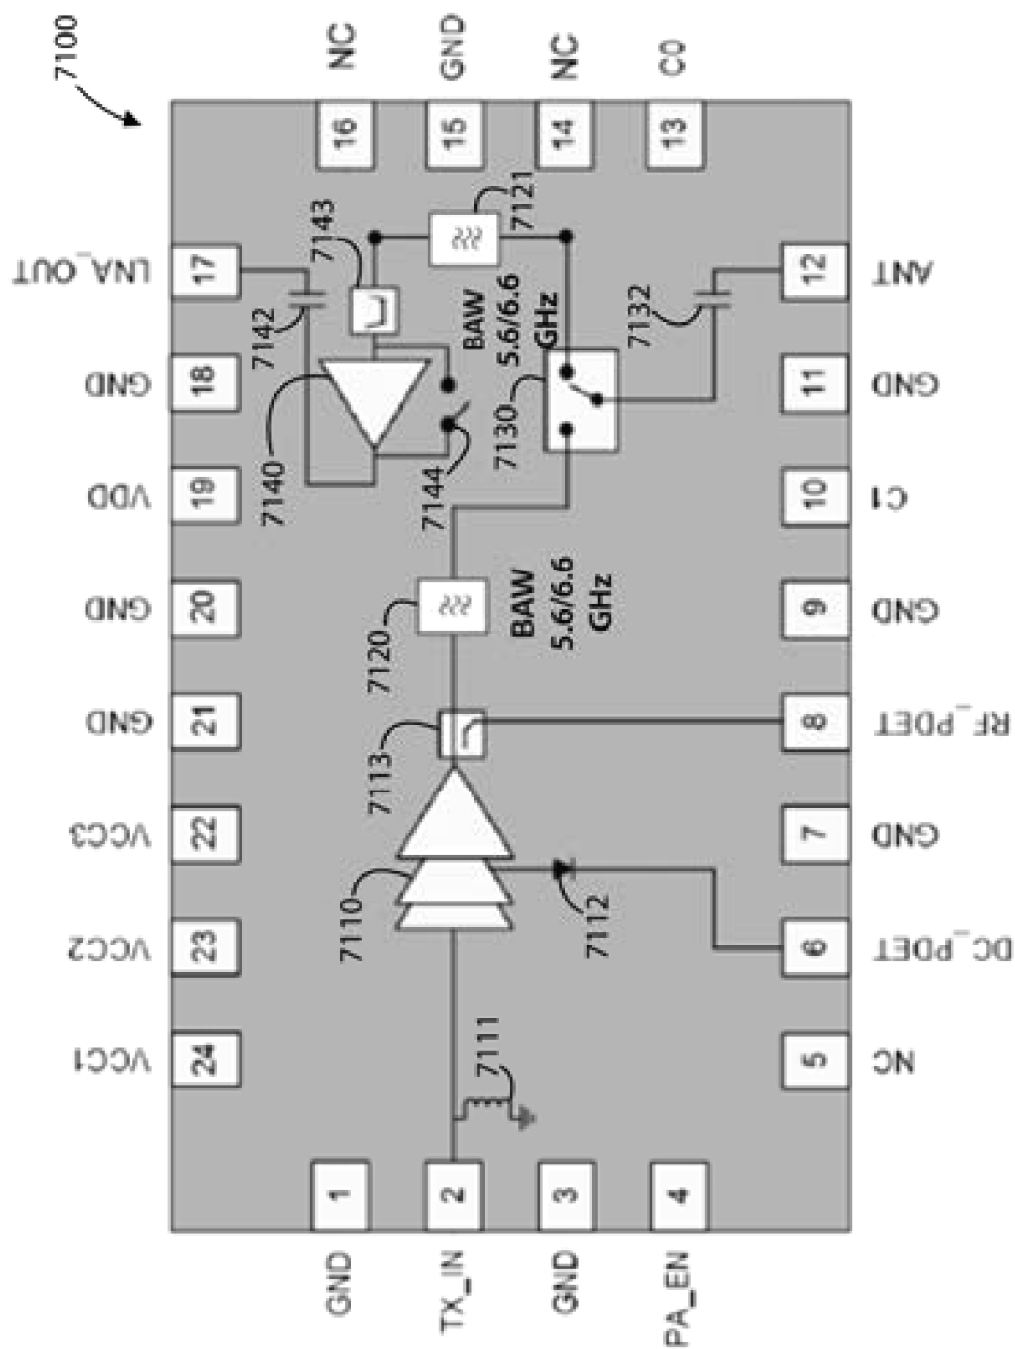 7100
NC
GND
NC
C0
16
15
14
13
LNA_OUT
17
GND
18
VDD
19
GND
20
GND
21
VCC3
22
VCC2
23
VCC1
24
7143
7121
7142
7140
7144
BAW
5.6/6.6
GHz
7130
7132
7120
BAW
5.6/6.6
GHz
7113
7110
7112
7111
12
ANT
11
GND
10
C1
9
GND
8
RF_PDET
7
GND
6
DC_PDET
5
NC
1
2
3
4
GND
TX_IN
GND
PA_EN